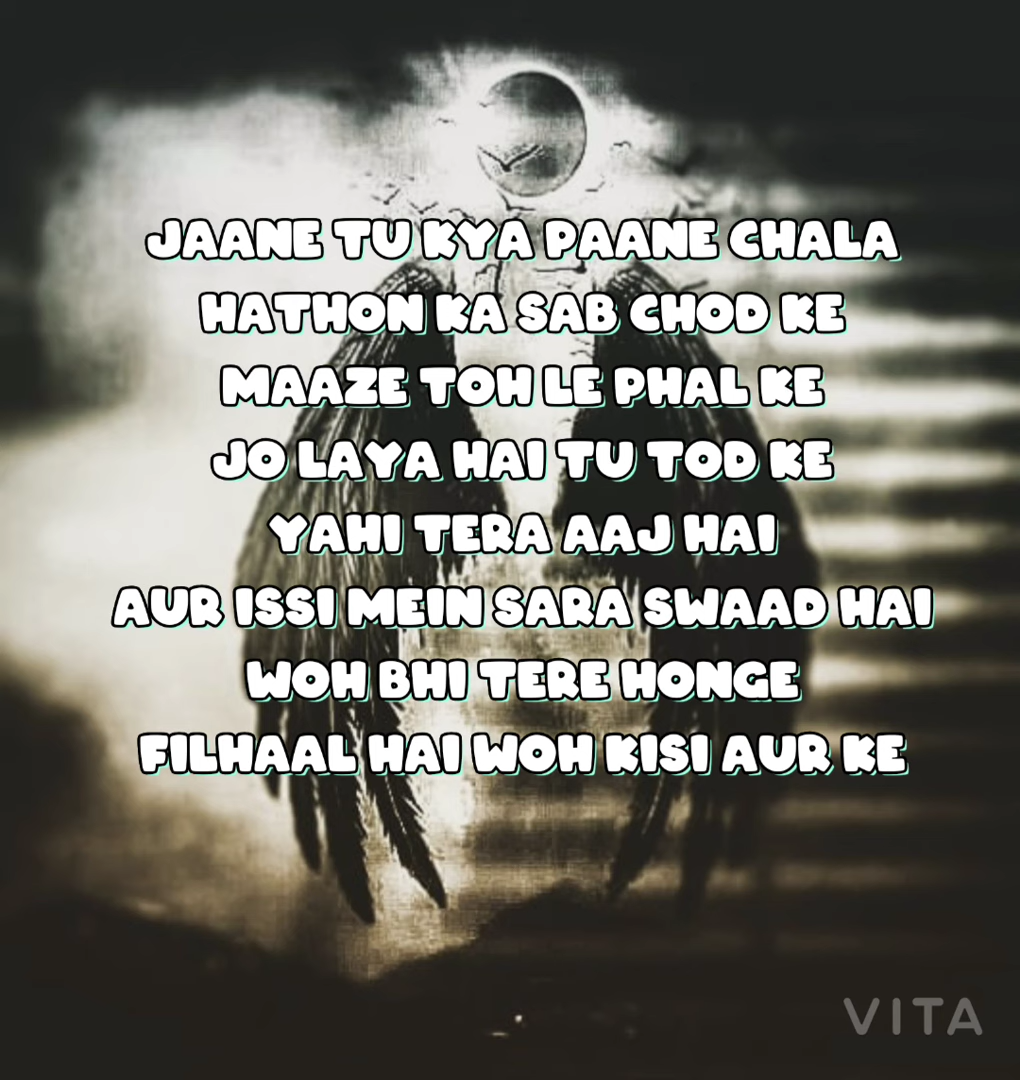 JAANE TU KYA PAANE CHALA
HATHON KA SAB CHOD KE
MAAZE TOH LE PHAL KE
JO LAYA HAI TU TOD KE
YAHI TERA AAJ HAI
AUR ISSI MEIN SARA SWAAD HAI
WOH BHI TERE HONGE
FILHAAL HAI WOH KISI AUR KE
VITA